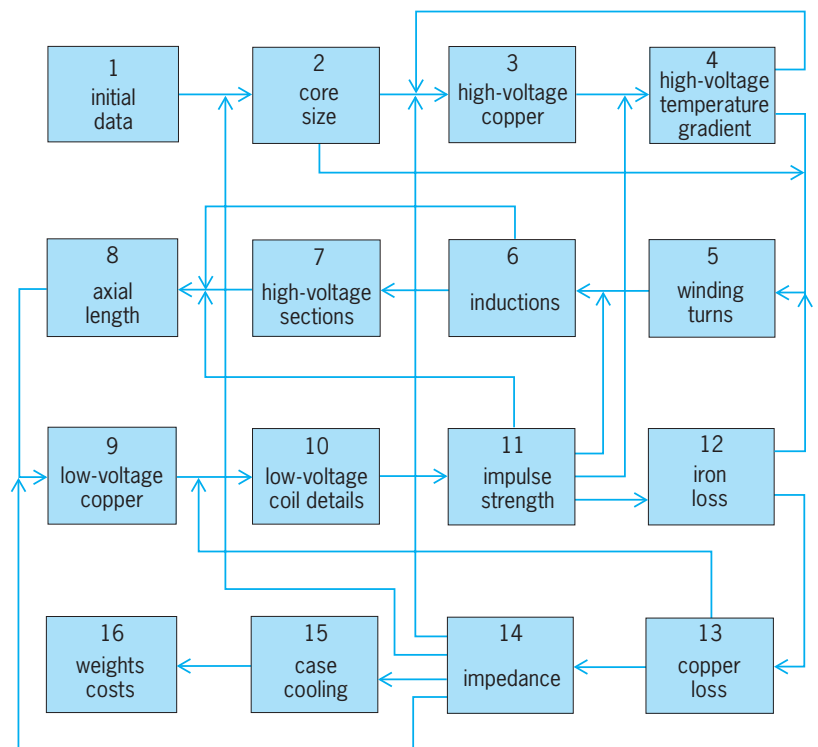 1
initial
data
2
core
size
3
high-voltage
copper
4
high-voltage
temperature
gradient
8
axial
length
7
high-voltage
sections
6
inductions
5
winding
turns
9
low-voltage
copper
10
low-voltage
coil details
11
impulse
strength
12
iron
loss
16
weights
costs
15
case
cooling
14
impedance
13
copper
loss